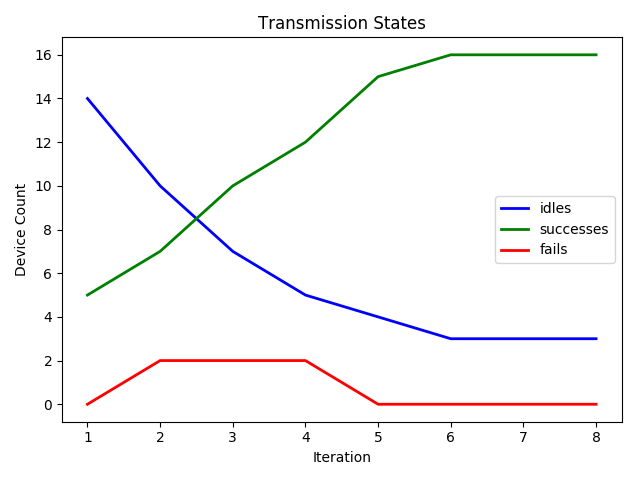 Transmission States
Device Count
16
14
12
10
8
6
4
2
0
idles
successes
fails
1 2 3 4 5 6 7 8
Iteration